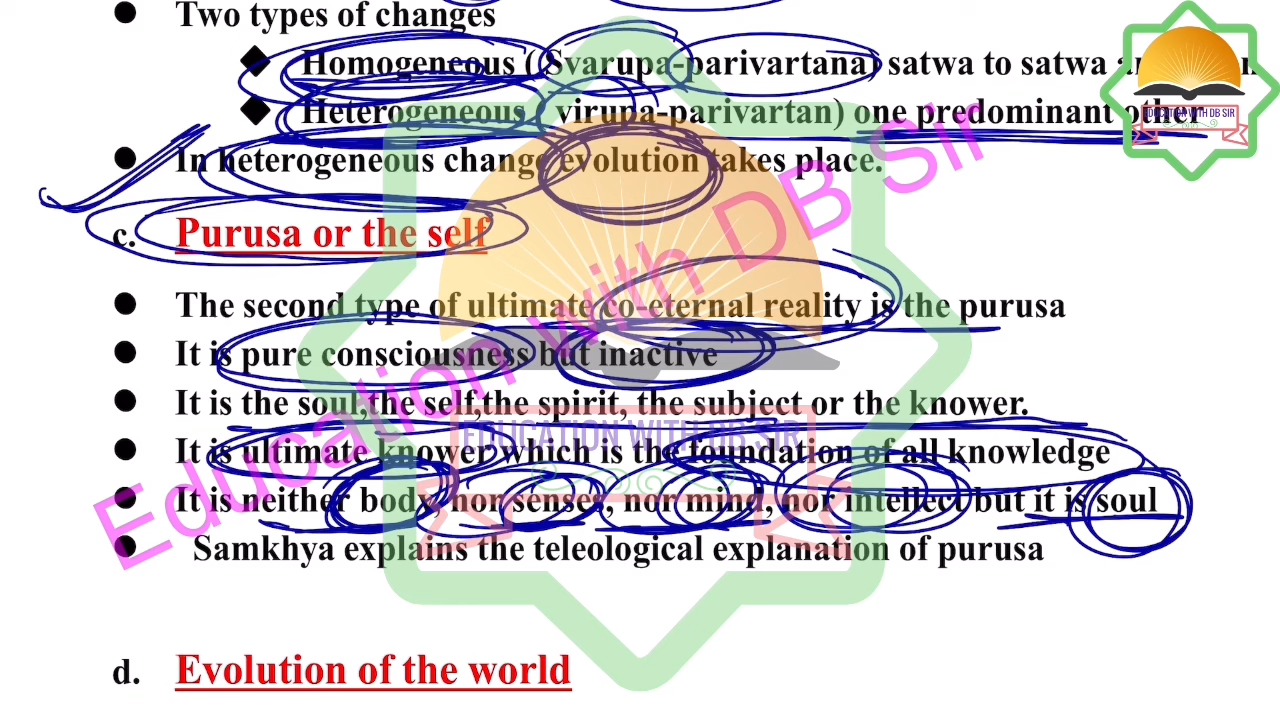 ● Two types of changes
◆ Homogeneous ( Svarupa-parivartana) satwa to satwa
◆ Heterogeneous ( virupa-parivartan) one predominant other
● In heterogeneous change evolution takes place.
c. Purusa or the self
● The second type of ultimate co-eternal reality is the purusa
● It is pure consciousness but inactive
● It is the soul,the self,the spirit, the subject or the knower.
● It is ultimate knower which is the foundation of all knowledge
● It is neither body, nor senses, nor mind, nor intellect but it is soul
● Samkhya explains the teleological explanation of purusa
d. Evolution of the world
Education with DB Sir
EDUCATION WITH DB SIR
EDUCATION WITH DB SIR